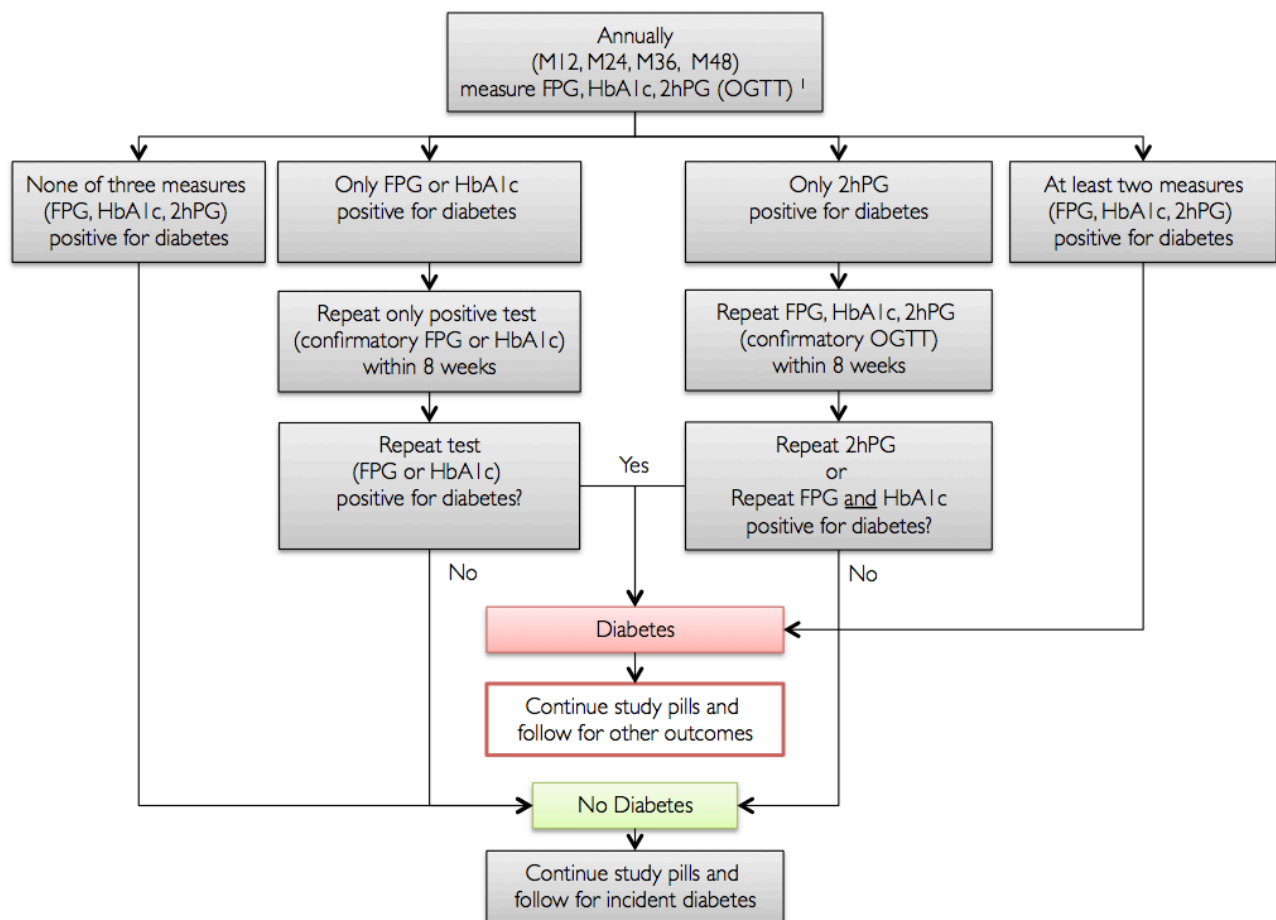 Annually
(M12, M24, M36, M48)
measure FPG, HbA1c, 2hPG (OGTT) 1
None of three measures
(FPG, HbA1c, 2hPG)
positive for diabetes
Only FPG or HbA1c
positive for diabetes
Only 2hPG
positive for diabetes
At least two measures
(FPG, HbA1c, 2hPG)
positive for diabetes
Repeat only positive test
(confirmatory FPG or HbA1c)
within 8 weeks
Repeat FPG, HbA1c, 2hPG
(confirmatory OGTT)
within 8 weeks
Repeat test
(FPG or HbA1c)
positive for diabetes?
Yes
Repeat 2hPG
or
Repeat FPG and HbA1c
positive for diabetes?
No
No
Diabetes
Continue study pills and
follow for other outcomes
No Diabetes
Continue study pills and
follow for incident diabetes